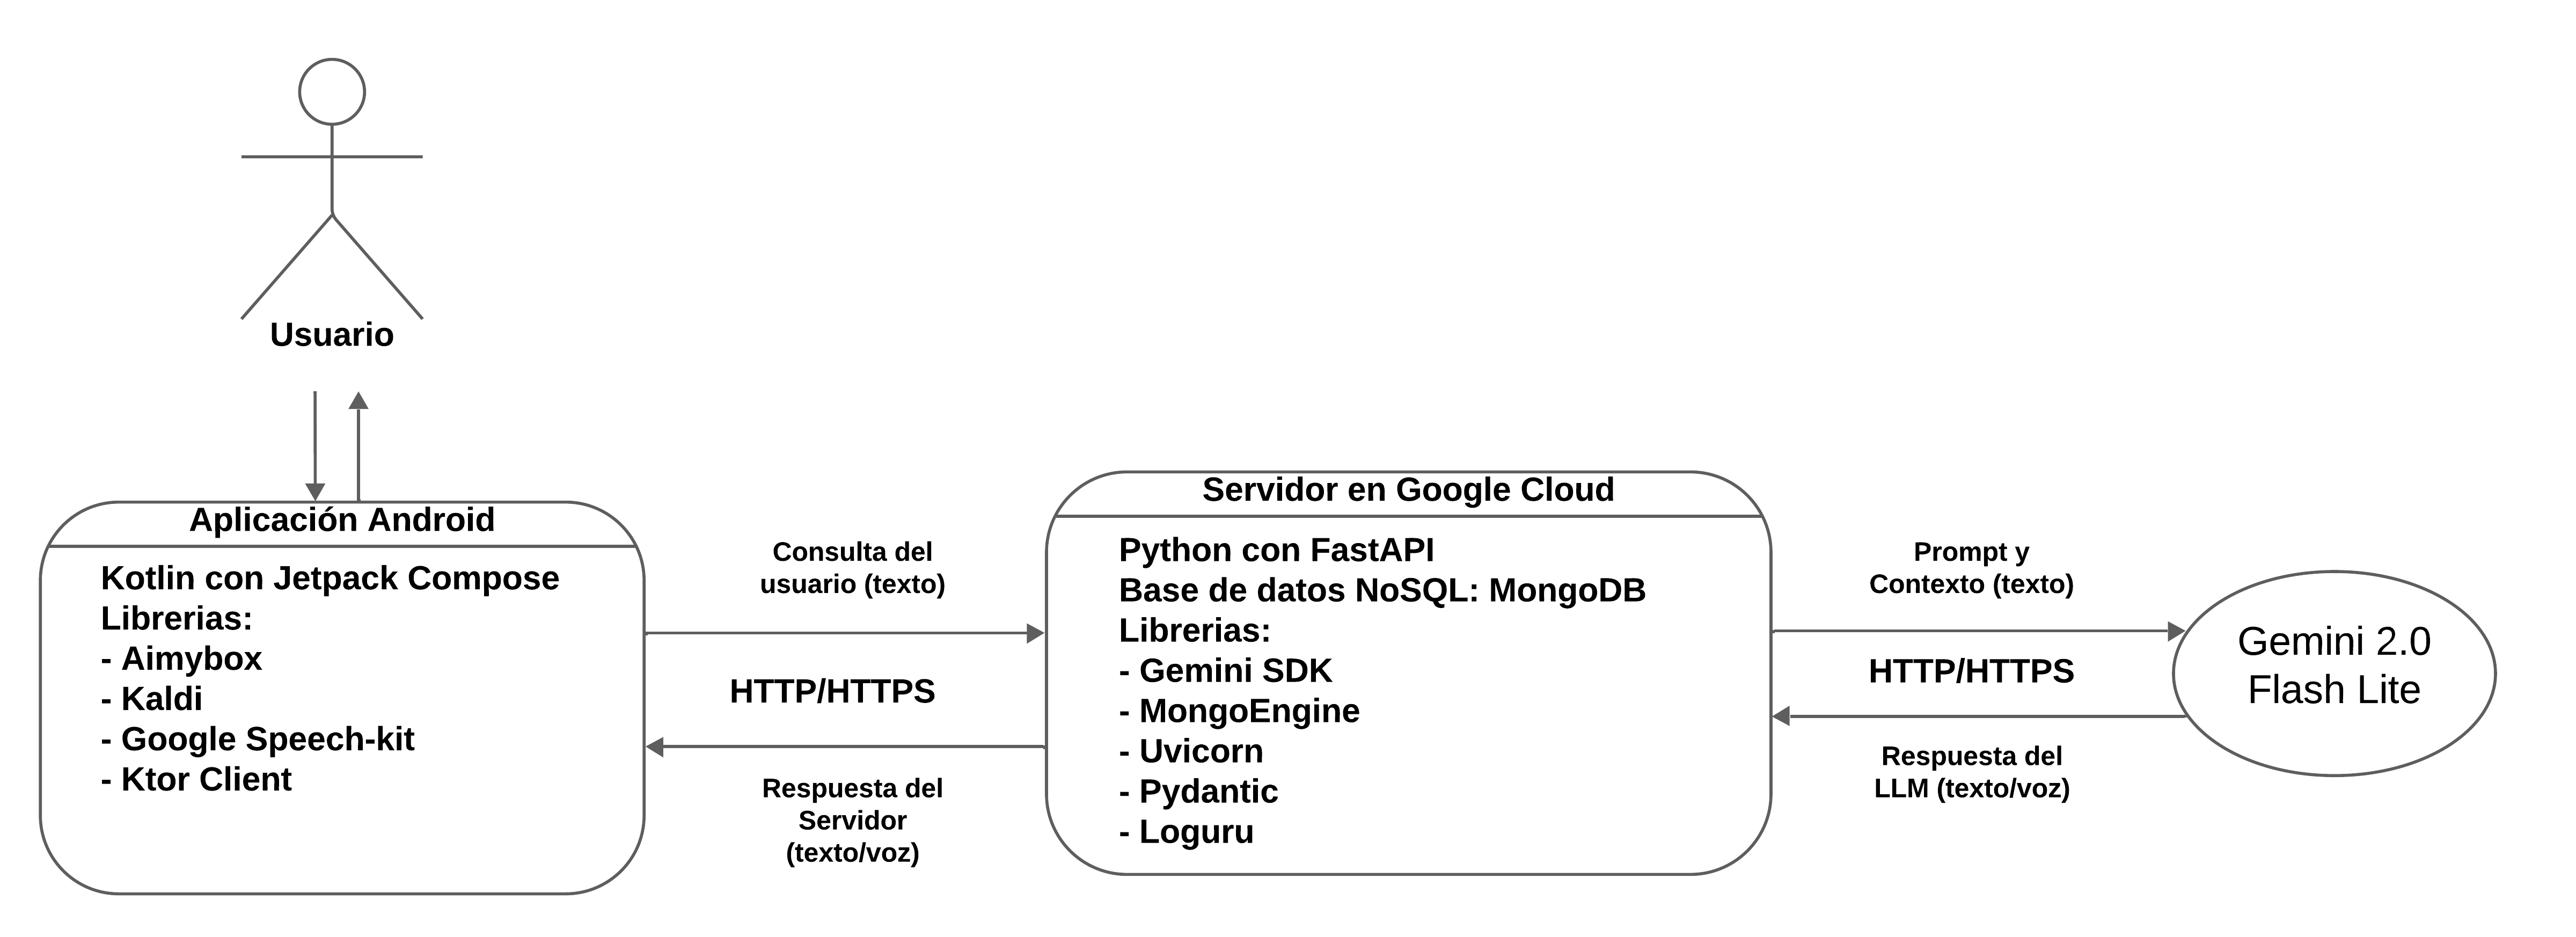 Usuario
Aplicación Android
Kotlin con Jetpack Compose
Librerias:
- Aimybox
- Kaldi
- Google Speech-kit
- Ktor Client
Consulta del
usuario (texto)
HTTP/HTTPS
Respuesta del
Servidor
(texto/voz)
Servidor en Google Cloud
Python con FastAPI
Base de datos NoSQL: MongoDB
Librerias:
- Gemini SDK
- MongoEngine
- Uvicorn
- Pydantic
- Loguru
Prompt y
Contexto (texto)
HTTP/HTTPS
Respuesta del
LLM (texto/voz)
Gemini 2.0
Flash Lite